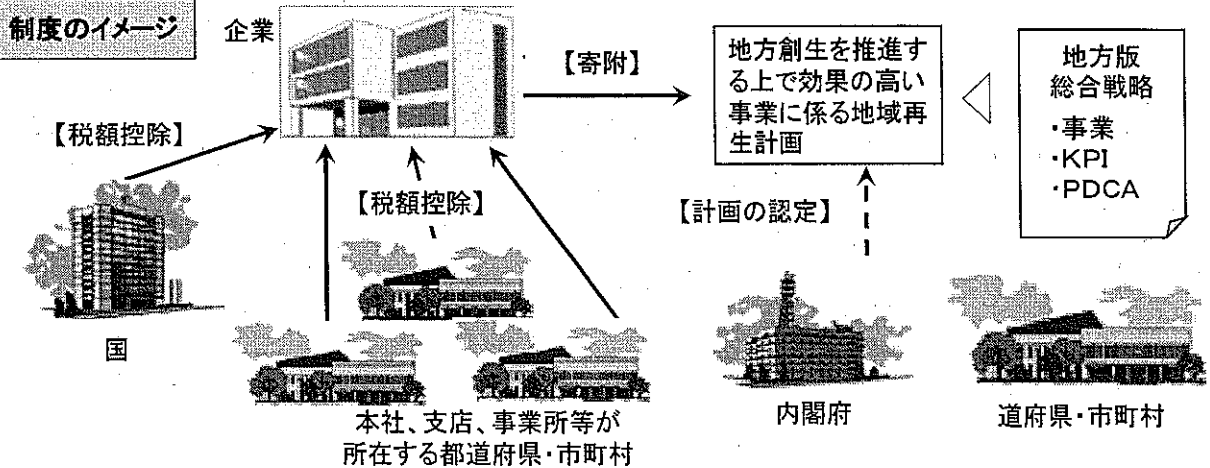 制度のイメージ
企業
【寄附】
地方創生を推進す
る上で効果の高い
事業に係る地域再
生計画
地方版
総合戦略
・事業
・KPI
・PDCA
【税額控除】
【税額控除】
【計画の認定】
国
本社、支店、事業所等が
所在する都道府県・市町村
内閣府
道府県・市町村